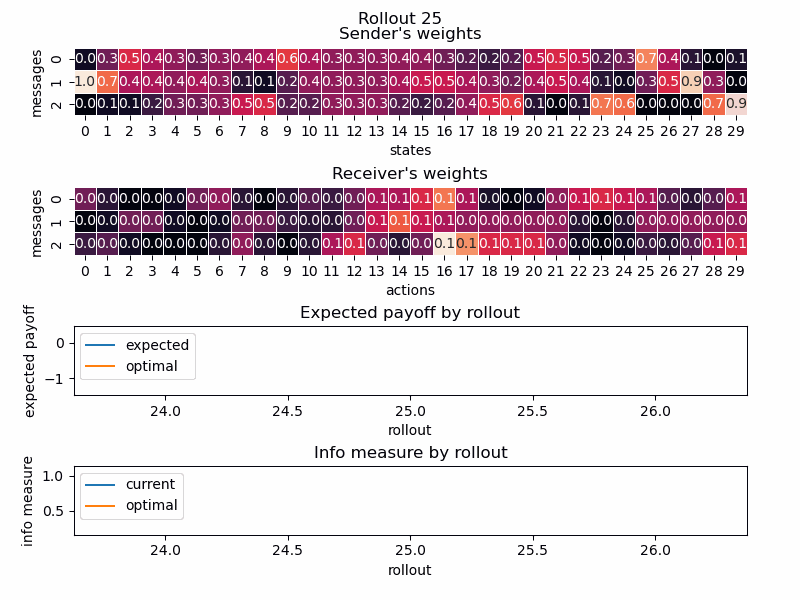 Rollout 25
Sender's weights
0 0.0 0.3 0.5 0.4 0.3 0.3 0.3 0.4 0.4 0.6 0.4 0.3 0.3 0.3 0.4 0.4 0.3 0.2 0.2 0.2 0.5 0.5 0.5 0.2 0.3 0.7 0.4 0.1 0.0 0.1
1 1.0 0.7 0.4 0.4 0.4 0.3 0.4 0.1 0.1 0.2 0.4 0.3 0.3 0.3 0.4 0.5 0.5 0.4 0.3 0.2 0.4 0.5 0.4 0.1 0.0 0.3 0.5 0.9 0.3 0.0
2 0.0 0.1 0.1 0.2 0.3 0.3 0.3 0.5 0.5 0.2 0.2 0.3 0.3 0.3 0.2 0.2 0.2 0.4 0.5 0.6 0.1 0.0 0.1 0.7 0.6 0.0 0.0 0.0 0.7 0.9
messages
0 1 2 3 4 5 6 7 8 9 10 11 12 13 14 15 16 17 18 19 20 21 22 23 24 25 26 27 28 29
states
Receiver's weights
0 0.0 0.0 0.0 0.0 0.0 0.0 0.0 0.0 0.0 0.0 0.0 0.0 0.0 0.1 0.1 0.1 0.1 0.1 0.0 0.0 0.0 0.0 0.1 0.1 0.1 0.1 0.0 0.0 0.0 0.1
1 0.0 0.0 0.0 0.0 0.0 0.0 0.0 0.0 0.0 0.0 0.0 0.0 0.0 0.1 0.1 0.1 0.1 0.0 0.0 0.0 0.0 0.0 0.0 0.0 0.0 0.0 0.0 0.0 0.0 0.0
2 0.0 0.0 0.0 0.0 0.0 0.0 0.0 0.0 0.0 0.0 0.0 0.1 0.1 0.0 0.0 0.0 0.1 0.1 0.1 0.1 0.1 0.0 0.0 0.0 0.0 0.0 0.0 0.0 0.1 0.1
messages
0 1 2 3 4 5 6 7 8 9 10 11 12 13 14 15 16 17 18 19 20 21 22 23 24 25 26 27 28 29
actions
Expected payoff by rollout
expected payoff
0
−1
expected
optimal
24.0 24.5 25.0 25.5 26.0
rollout
Info measure by rollout
info measure
1.0
0.5
current
optimal
24.0 24.5 25.0 25.5 26.0
rollout